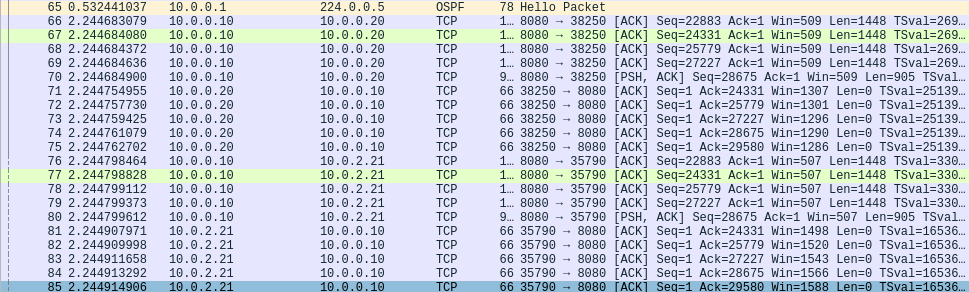 65 0.532441037 10.0.0.1 224.0.0.5 OSPF 78 Hello Packet
66 2.244683079 10.0.0.10 10.0.0.20 TCP 1… 8080 → 38250 [ACK] Seq=22883 Ack=1 Win=509 Len=1448 TSval=269…
67 2.244684080 10.0.0.10 10.0.0.20 TCP 1… 8080 → 38250 [ACK] Seq=24331 Ack=1 Win=509 Len=1448 TSval=269…
68 2.244684372 10.0.0.10 10.0.0.20 TCP 1… 8080 → 38250 [ACK] Seq=25779 Ack=1 Win=509 Len=1448 TSval=269…
69 2.244684636 10.0.0.10 10.0.0.20 TCP 1… 8080 → 38250 [ACK] Seq=27227 Ack=1 Win=509 Len=1448 TSval=269…
70 2.244684900 10.0.0.10 10.0.0.20 TCP 9… 8080 → 38250 [PSH, ACK] Seq=28675 Ack=1 Win=509 Len=905 TSval…
71 2.244754955 10.0.0.20 10.0.0.10 TCP 66 38250 → 8080 [ACK] Seq=1 Ack=24331 Win=1307 Len=0 TSval=25139…
72 2.244757730 10.0.0.20 10.0.0.10 TCP 66 38250 → 8080 [ACK] Seq=1 Ack=25779 Win=1301 Len=0 TSval=25139…
73 2.244759425 10.0.0.20 10.0.0.10 TCP 66 38250 → 8080 [ACK] Seq=1 Ack=27227 Win=1296 Len=0 TSval=25139…
74 2.244761079 10.0.0.20 10.0.0.10 TCP 66 38250 → 8080 [ACK] Seq=1 Ack=28675 Win=1290 Len=0 TSval=25139…
75 2.244762702 10.0.0.20 10.0.0.10 TCP 66 38250 → 8080 [ACK] Seq=1 Ack=29580 Win=1286 Len=0 TSval=25139…
76 2.244798464 10.0.0.10 10.0.2.21 TCP 1… 8080 → 35790 [ACK] Seq=22883 Ack=1 Win=507 Len=1448 TSval=330…
77 2.244798828 10.0.0.10 10.0.2.21 TCP 1… 8080 → 35790 [ACK] Seq=24331 Ack=1 Win=507 Len=1448 TSval=330…
78 2.244799112 10.0.0.10 10.0.2.21 TCP 1… 8080 → 35790 [ACK] Seq=25779 Ack=1 Win=507 Len=1448 TSval=330…
79 2.244799373 10.0.0.10 10.0.2.21 TCP 1… 8080 → 35790 [ACK] Seq=27227 Ack=1 Win=507 Len=1448 TSval=330…
80 2.244799612 10.0.0.10 10.0.2.21 TCP 9… 8080 → 35790 [PSH, ACK] Seq=28675 Ack=1 Win=507 Len=905 TSval…
81 2.244907971 10.0.2.21 10.0.0.10 TCP 66 35790 → 8080 [ACK] Seq=1 Ack=24331 Win=1498 Len=0 TSval=16536…
82 2.244909998 10.0.2.21 10.0.0.10 TCP 66 35790 → 8080 [ACK] Seq=1 Ack=25779 Win=1520 Len=0 TSval=16536…
83 2.244911658 10.0.2.21 10.0.0.10 TCP 66 35790 → 8080 [ACK] Seq=1 Ack=27227 Win=1543 Len=0 TSval=16536…
84 2.244913292 10.0.2.21 10.0.0.10 TCP 66 35790 → 8080 [ACK] Seq=1 Ack=28675 Win=1566 Len=0 TSval=16536…
85 2.244914906 10.0.2.21 10.0.0.10 TCP 66 35790 → 8080 [ACK] Seq=1 Ack=29580 Win=1588 Len=0 TSval=16536…